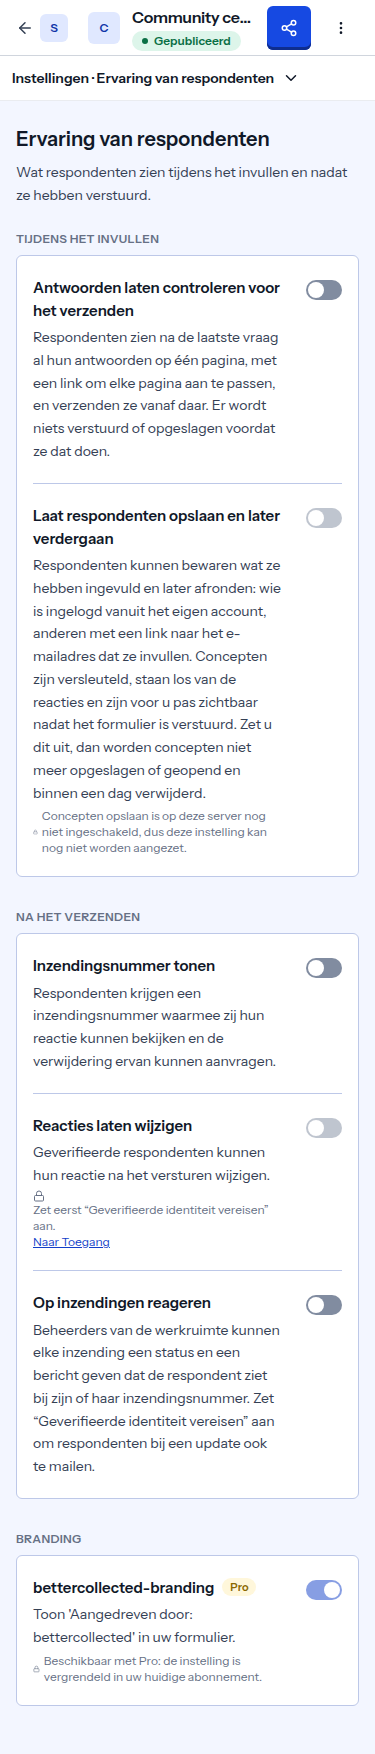 S
C
Community ce...
Gepubliceerd
Instellingen · Ervaring van respondenten
Ervaring van respondenten
Wat respondenten zien tijdens het invullen en nadat
ze hebben verstuurd.
TIJDENS HET INVULLEN
Antwoorden laten controleren voor
het verzenden
Respondenten zien na de laatste vraag
al hun antwoorden op één pagina, met
een link om elke pagina aan te passen,
en verzenden ze vanaf daar. Er wordt
niets verstuurd of opgeslagen voordat
ze dat doen.
Laat respondenten opslaan en later
verdergaan
Respondenten kunnen bewaren wat ze
hebben ingevuld en later afronden: wie
is ingelogd vanuit het eigen account,
anderen met een link naar het e-
mailadres dat ze invullen. Concepten
zijn versleuteld, staan los van de
reacties en zijn voor u pas zichtbaar
nadat het formulier is verstuurd. Zet u
dit uit, dan worden concepten niet
meer opgeslagen of geopend en
binnen een dag verwijderd.
Concepten opslaan is op deze server nog
niet ingeschakeld, dus deze instelling kan
nog niet worden aangezet.
NA HET VERZENDEN
Inzendingsnummer tonen
Respondenten krijgen een
inzendingsnummer waarmee zij hun
reactie kunnen bekijken en de
verwijdering ervan kunnen aanvragen.
Reacties laten wijzigen
Geverifieerde respondenten kunnen
hun reactie na het versturen wijzigen.
Zet eerst “Geverifieerde identiteit vereisen”
aan.
Naar Toegang
Op inzendingen reageren
Beheerders van de werkruimte kunnen
elke inzending een status en een
bericht geven dat de respondent ziet
bij zijn of haar inzendingsnummer. Zet
“Geverifieerde identiteit vereisen” aan
om respondenten bij een update ook
te mailen.
BRANDING
bettercollected-branding Pro
Toon 'Aangedreven door:
bettercollected' in uw formulier.
Beschikbaar met Pro: de instelling is
vergrendeld in uw huidige abonnement.